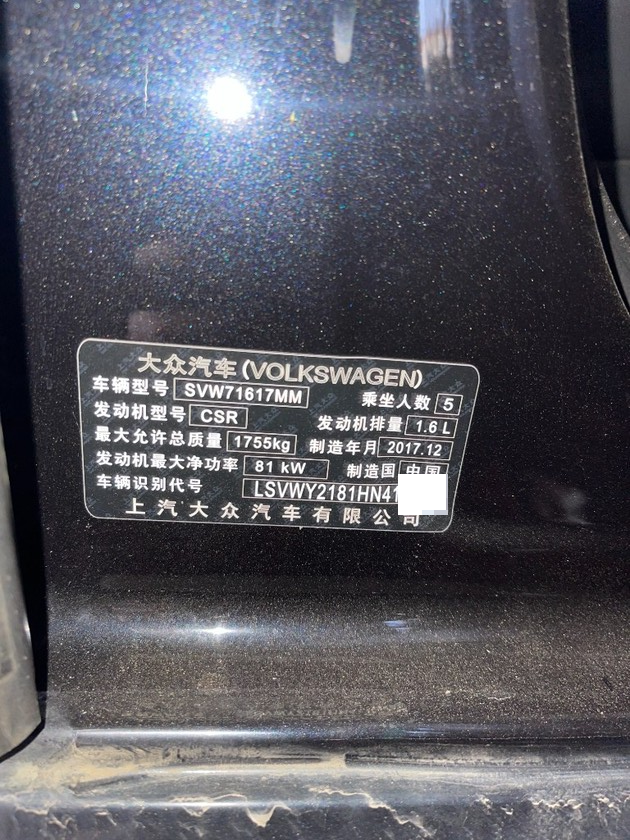 大众汽车(VOLKSWAGEN)
车辆型号 SVW71617MM 乘坐人数 5
发动机型号 CSR 发动机排量 1.6 L
最大允许总质量 1755kg 制造年月 2017.12
发动机最大净功率 81 kW 制造国 中国
车辆识别代号 LSVWY2181HN41
上汽大众汽车有限公司